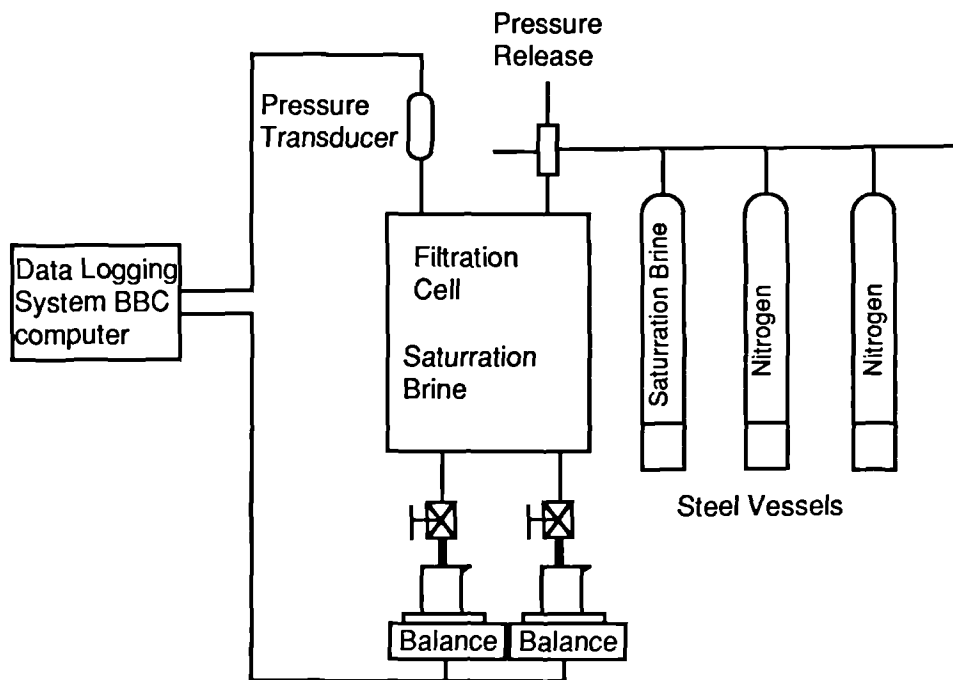 Pressure
Release
Pressure
Transducer
Data Logging
System BBC
computer
Filtration
Cell
Saturration
Brine
Saturration Brine
Nitrogen
Nitrogen
Steel Vessels
Balance
Balance